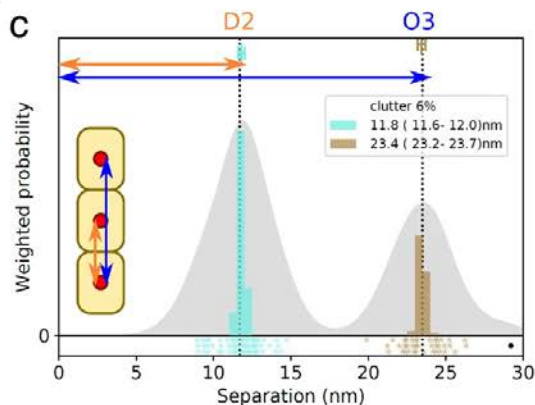 C
D2 O3
clutter 6%
11.8 ( 11.6- 12.0)nm
23.4 ( 23.2- 23.7)nm
Weighted probability
0
0 5 10 15 20 25 30
Separation (nm)